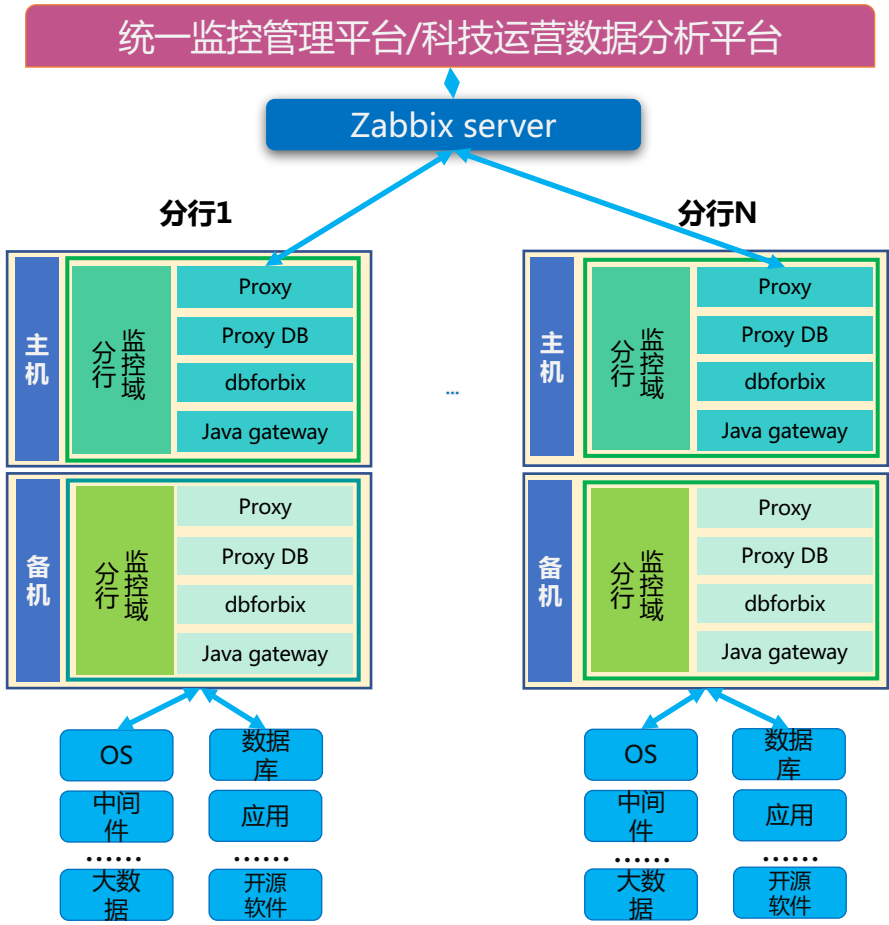 统一监控管理平台/科技运营数据分析平台
Zabbix server
分行1
主机
分行
监控域
Proxy
Proxy DB
dbforbix
Java gateway
备机
分行
监控域
Proxy
Proxy DB
dbforbix
Java gateway
OS
数据
库
中间
件
应用
......
......
大数
据
开源
软件
...
分行N
主机
分行
监控域
Proxy
Proxy DB
dbforbix
Java gateway
备机
分行
监控域
Proxy
Proxy DB
dbforbix
Java gateway
OS
数据
库
中间
件
应用
......
......
大数
据
开源
软件